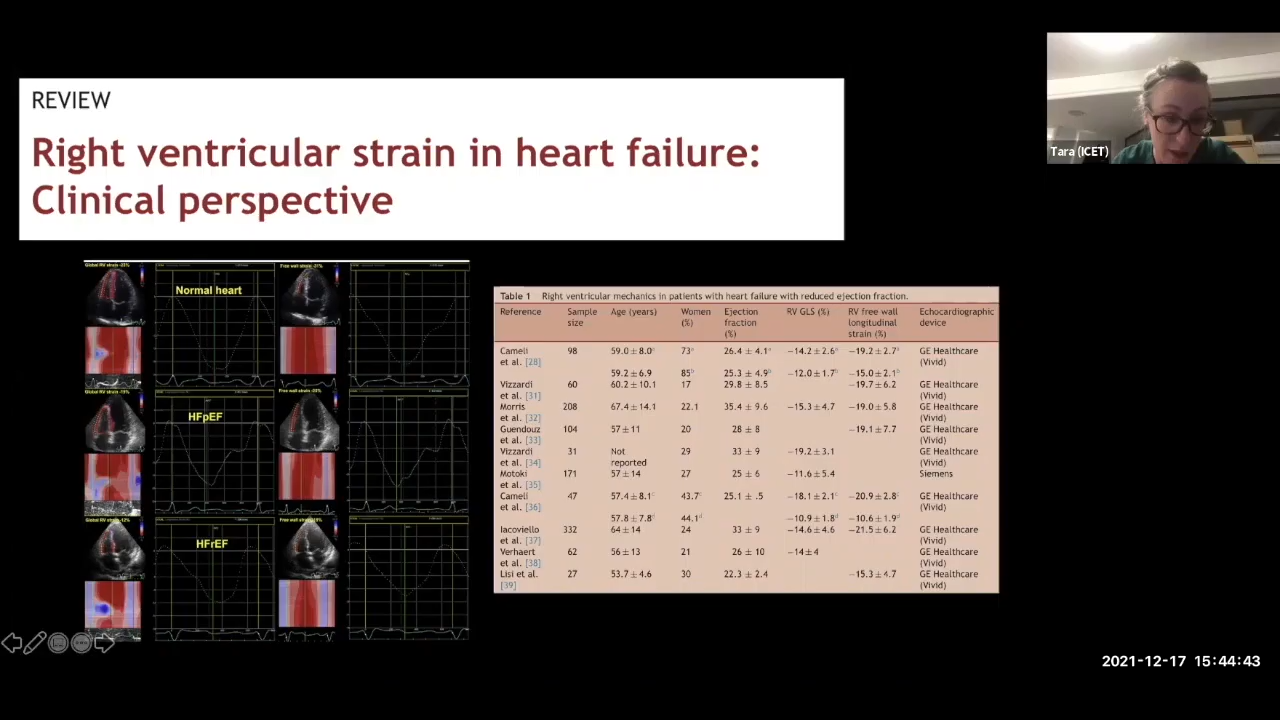 REVIEW
Right ventricular strain in heart failure:
Clinical perspective
Tara (ICET)
Normal heart
HFpEF
HFrEF
Table 1 Right ventricular mechanics in patients with heart failure with reduced ejection fraction.
Reference Sample size Age (years) Women (%) Ejection fraction (%) RV GLS (%) RV free wall longitudinal strain (%) Echocardiographic device
Cameli et al. [28] 98 59.0 ± 8.0 73 26.4 ± 4.1 −14.2 ± 2.6 −19.2 ± 2.7 GE Healthcare (Vivid)
59.2 ± 6.9 85 25.3 ± 4.9 −12.0 ± 1.7 −15.0 ± 2.1
Vizzardi et al. [31] 60 60.2 ± 10.1 17 29.8 ± 8.5 −19.7 ± 6.2 GE Healthcare (Vivid)
Morris et al. [32] 208 67.4 ± 14.1 22.1 35.4 ± 9.6 −15.3 ± 4.7 −19.0 ± 5.8 GE Healthcare (Vivid)
Guendouz et al. [33] 104 57 ± 11 20 28 ± 8 −19.1 ± 7.7 GE Healthcare (Vivid)
Vizzardi et al. [34] 31 Not reported 29 33 ± 9 −19.2 ± 3.1 GE Healthcare (Vivid)
Motoki et al. [35] 171 57 ± 14 27 25 ± 6 −11.6 ± 5.4 Siemens
Cameli et al. [36] 47 57.4 ± 8.1 43.7 25.1 ± .5 −18.1 ± 2.1 −20.9 ± 2.8 GE Healthcare (Vivid)
57.8 ± 7.8 44.1 −10.9 ± 1.8 −10.6 ± 1.9
Iacoviello et al. [37] 332 64 ± 14 24 33 ± 9 −14.6 ± 4.6 −21.5 ± 6.2 GE Healthcare (Vivid)
Verhaert et al. [38] 62 56 ± 13 21 26 ± 10 −14 ± 4 GE Healthcare (Vivid)
Lisi et al. [39] 27 53.7 ± 4.6 30 22.3 ± 2.4 −15.3 ± 4.7 GE Healthcare (Vivid)
2021-12-17 15:44:43